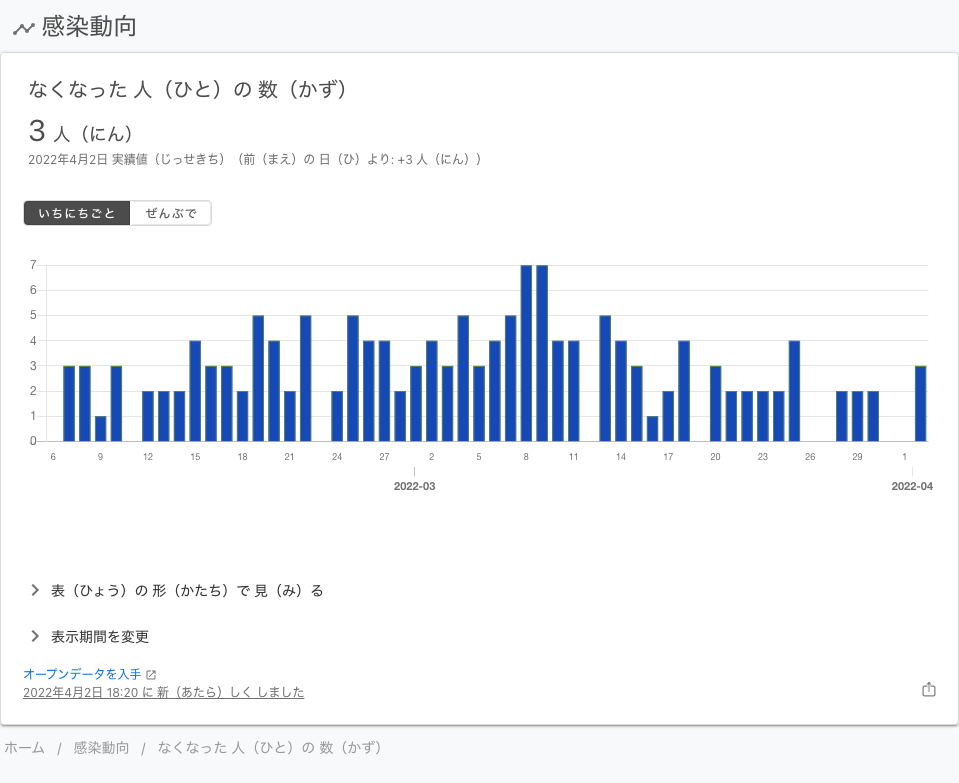 感染動向
なくなった 人（ひと）の 数（かず）
3 人（にん）
2022年4月2日 実績値（じっせきち）（前（まえ）の 日（ひ）より: +3 人（にん））
いちにちごと ぜんぶで
7
6
5
4
3
2
1
0
6 9 12 15 18 21 24 27 2 5 8 11 14 17 20 23 26 29 1
2022-03 2022-04
表（ひょう）の 形（かたち）で 見（み）る
表示期間を変更
オープンデータを入手
2022年4月2日 18:20 に 新（あたら）しく しました
ホーム / 感染動向 / なくなった 人（ひと）の 数（かず）